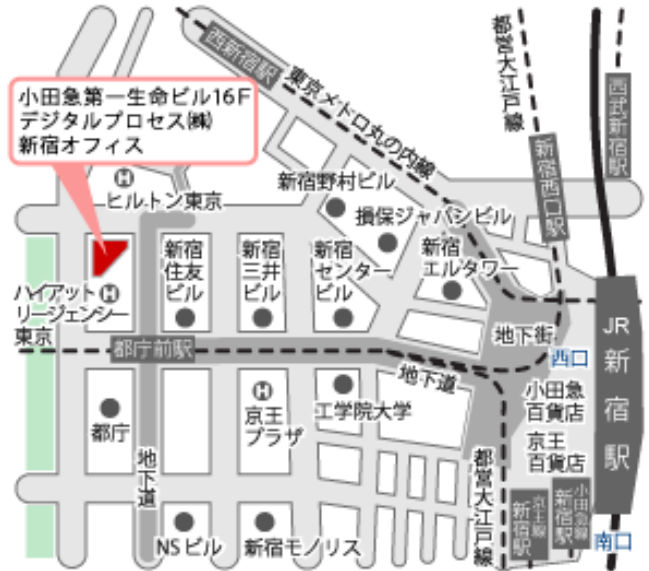 西新宿駅
東京メトロ丸の内線
都営大江戸線
西武新宿駅
新宿西口駅
小田急第一生命ビル16F
デジタルプロセス㈱
新宿オフィス
H
ヒルトン東京
新宿野村ビル
損保ジャパンビル
新宿
住友
ビル
新宿
三井
ビル
新宿
センター
ビル
新宿
エルタワー
ハイアット H
リージェンシー
東京
都庁前駅
地下街
西口
JR
新
宿
駅
地下道
小田急
百貨店
京王
百貨店
都庁
H
京王
プラザ
工学院大学
地下道
都営大江戸線
京王線
新宿駅
小田急線
新宿駅
南口
NSビル
新宿モノリス